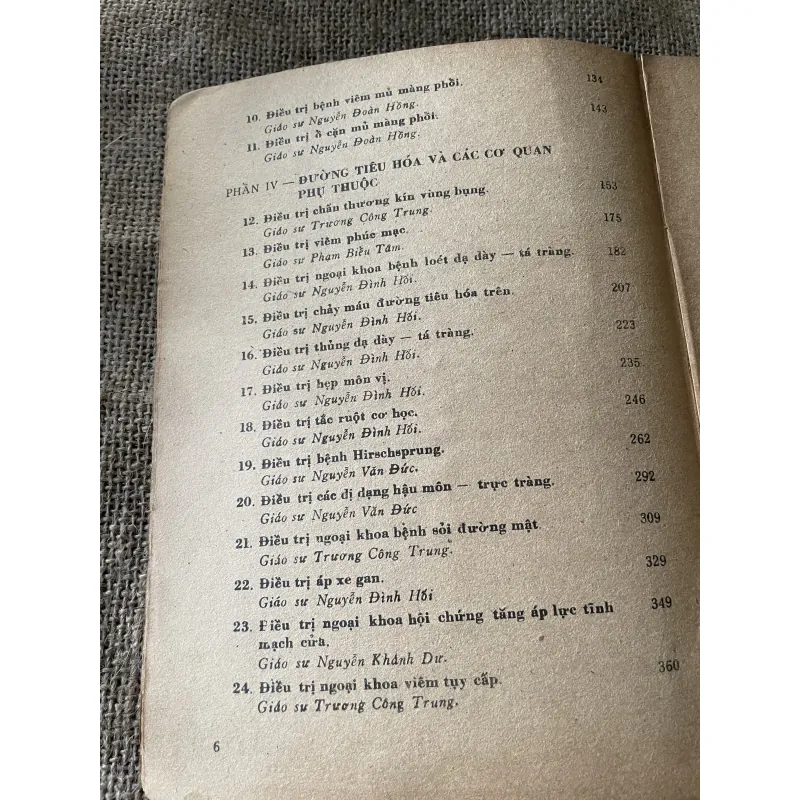 10. Điều trị bệnh viêm mủ màng phổi. 134
Giáo sư Nguyễn Đoàn Hồng.
11. Điều trị ổ cặn mủ màng phổi. 143
Giáo sư Nguyễn Đoàn Hồng.
PHẦN IV — ĐƯỜNG TIÊU HÓA VÀ CÁC CƠ QUAN
PHỤ THUỘC
12. Điều trị chấn thương kín vùng bụng. 153
Giáo sư Trương Công Trung.
13. Điều trị viêm phúc mạc. 175
Giáo sư Phạm Biểu Tâm.
14. Điều trị ngoại khoa bệnh loét dạ dày — tá tràng. 182
Giáo sư Nguyễn Đình Hối.
15. Điều trị chảy máu đường tiêu hóa trên. 207
Giáo sư Nguyễn Đình Hối.
16. Điều trị thủng dạ dày — tá tràng. 223
Giáo sư Nguyễn Đình Hối.
17. Điều trị hẹp môn vị. 235
Giáo sư Nguyễn Đình Hối.
18. Điều trị tắc ruột cơ học. 246
Giáo sư Nguyễn Đình Hối.
19. Điều trị bệnh Hirschsprung. 262
Giáo sư Nguyễn Văn Đức.
20. Điều trị các dị dạng hậu môn — trực tràng. 292
Giáo sư Nguyễn Văn Đức
21. Điều trị ngoại khoa bệnh sỏi đường mật. 309
Giáo sư Trương Công Trung.
22. Điều trị áp xe gan. 329
Giáo sư Nguyễn Đình Hối
23. Điều trị ngoại khoa hội chứng tăng áp lực tĩnh 349
mạch cửa.
Giáo sư Nguyễn Khánh Dư.
24. Điều trị ngoại khoa viêm tụy cấp. 360
Giáo sư Trương Công Trung.
6